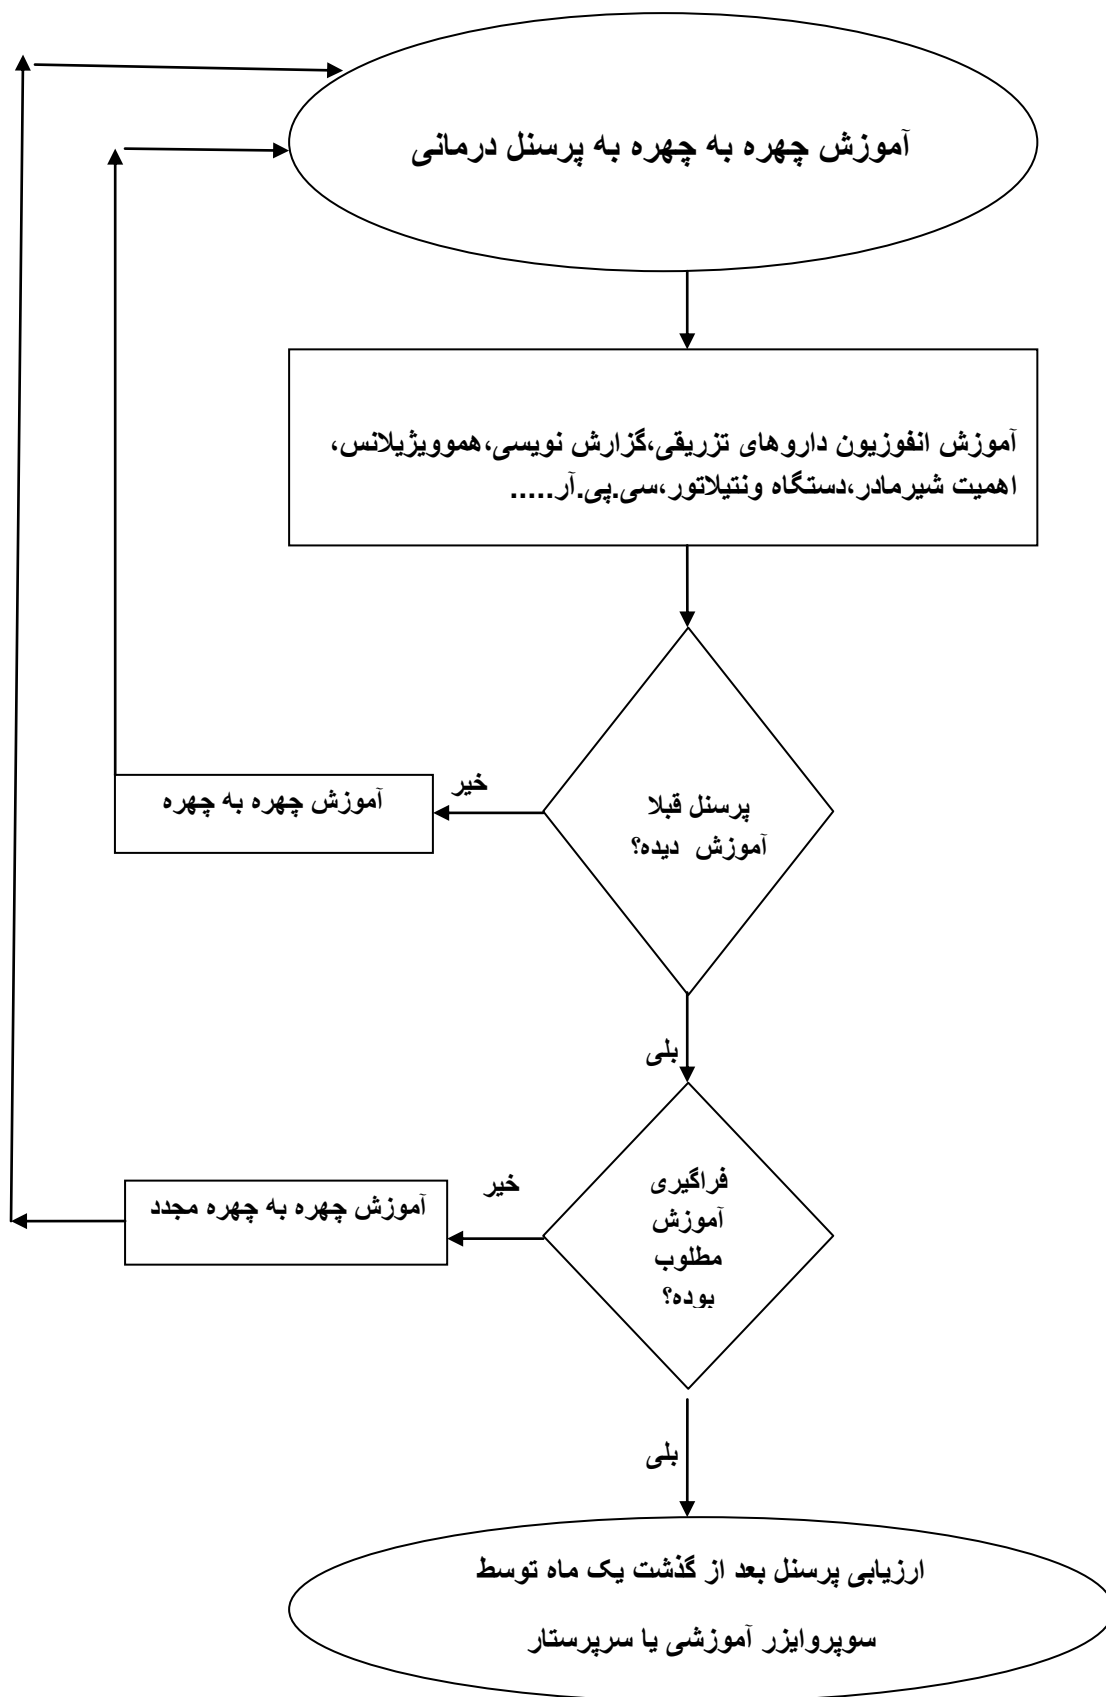 آموزش چهره به چهره به پرسنل درمانی
آموزش انفوزیون داروهای تزریقی،گزارش نویسی،هموویژیلانس،
اهمیت شیرمادر،دستگاه ونتیلاتور،سی.پی.آر.....
پرسنل قبلا
آموزش دیده؟
خیر
آموزش چهره به چهره
بلی
فراگیری
آموزش
مطلوب
بوده؟
خیر
آموزش چهره به چهره مجدد
بلی
ارزیابی پرسنل بعد از گذشت یک ماه توسط
سوپروایزر آموزشی یا سرپرستار